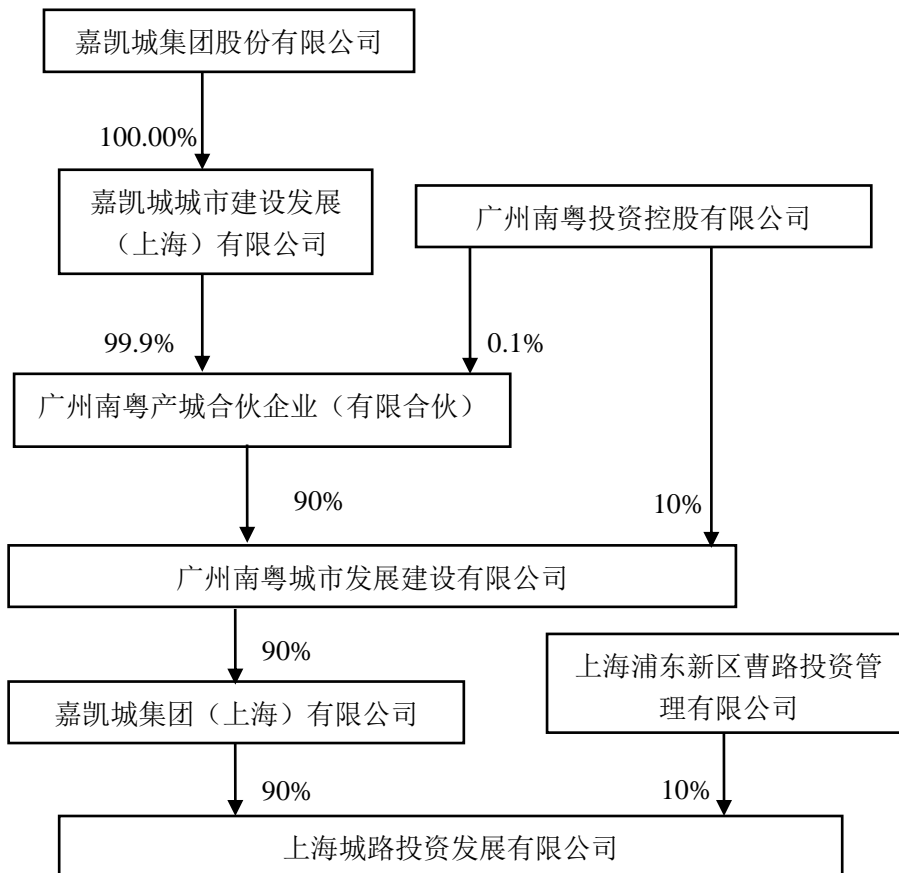 嘉凯城集团股份有限公司
100.00%
嘉凯城城市建设发展
（上海）有限公司
广州南粤投资控股有限公司
99.9%
0.1%
广州南粤产城合伙企业（有限合伙）
90%
10%
广州南粤城市发展建设有限公司
90%
上海浦东新区曹路投资管
理有限公司
嘉凯城集团（上海）有限公司
90%
10%
上海城路投资发展有限公司